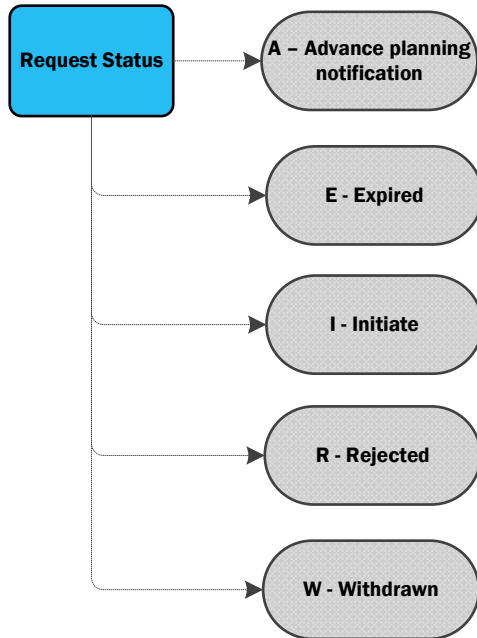 Request Status
A – Advance planning
notification
E - Expired
I - Initiate
R - Rejected
W - Withdrawn